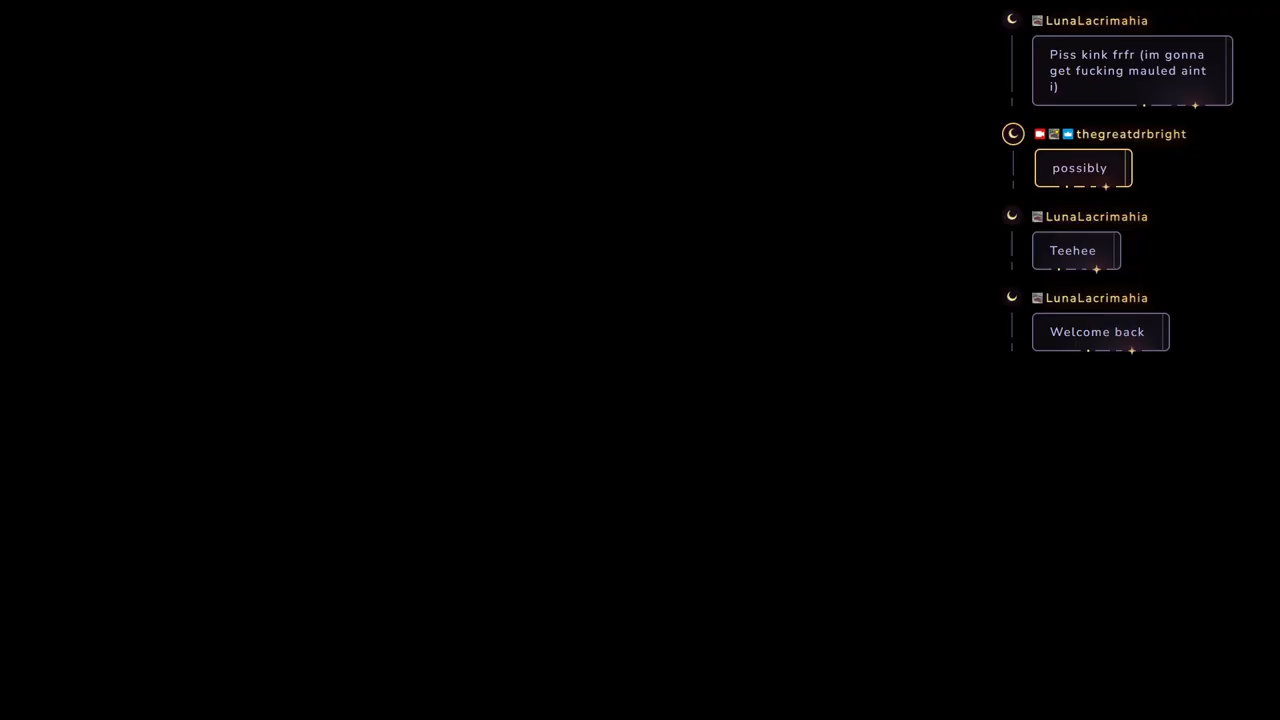 LunaLacrimahia
Piss kink frfr (im gonna
get fucking mauled aint
i)
thegreatdrbright
possibly
LunaLacrimahia
Teehee
LunaLacrimahia
Welcome back